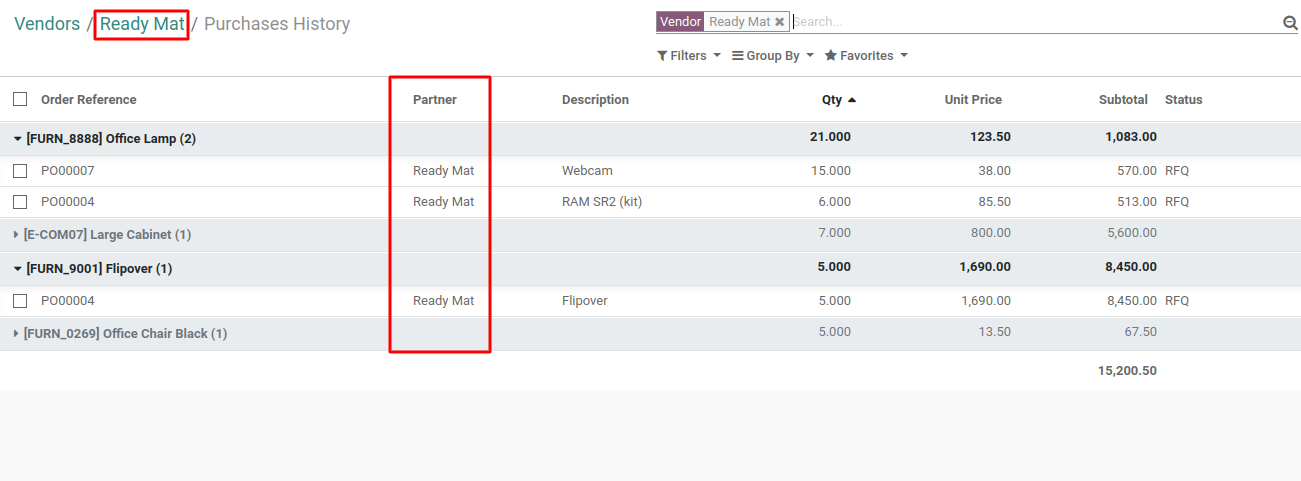 Vendors / Ready Mat / Purchases History
Vendor Ready Mat ✖ Search...
Filters Group By Favorites
Order Reference Partner Description Qty Unit Price Subtotal Status
[FURN_8888] Office Lamp (2) 21.000 123.50 1,083.00
PO00007 Ready Mat Webcam 15.000 38.00 570.00 RFQ
PO00004 Ready Mat RAM SR2 (kit) 6.000 85.50 513.00 RFQ
[E-COM07] Large Cabinet (1) 7.000 800.00 5,600.00
[FURN_9001] Flipover (1) 5.000 1,690.00 8,450.00
PO00004 Ready Mat Flipover 5.000 1,690.00 8,450.00 RFQ
[FURN_0269] Office Chair Black (1) 5.000 13.50 67.50
15,200.50